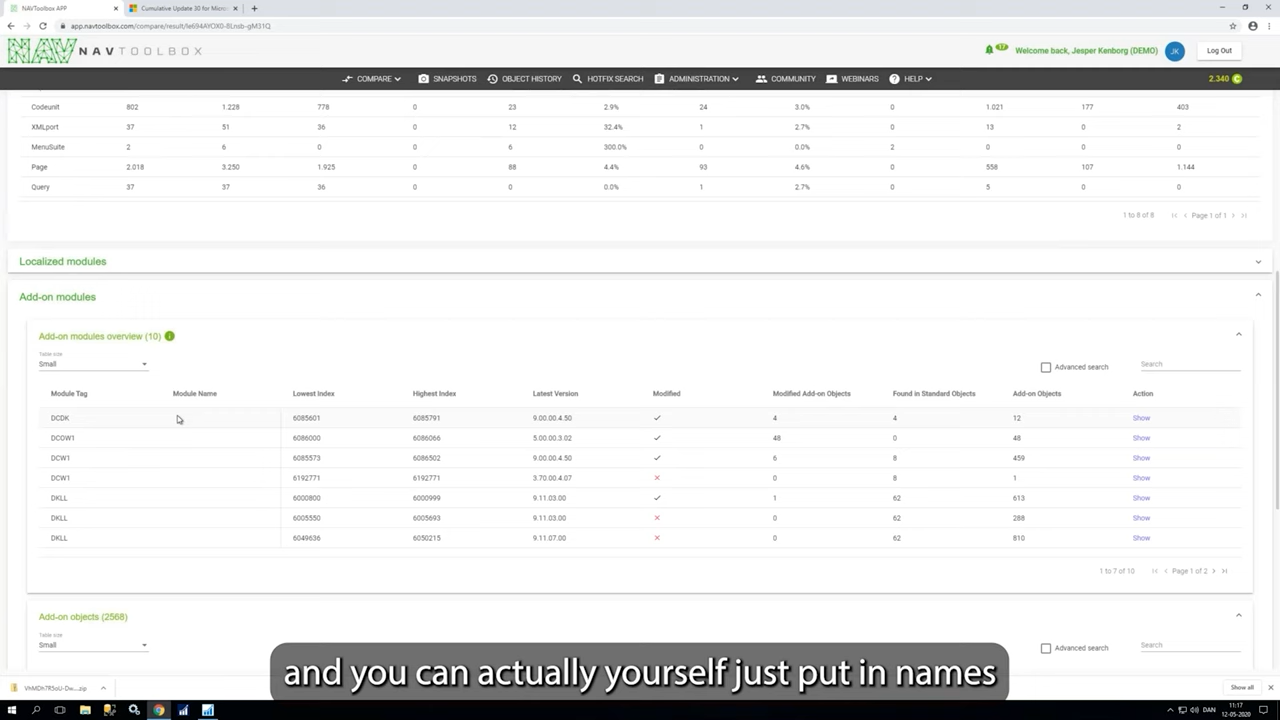 NAVToolbox APP
Cumulative Update 30 for Micros
app.navtoolbox.com/compare/result/
NAV NAVTOOLBOX
17 Welcome back, Jesper Kenborg (DEMO) JK Log Out
COMPARE SNAPSHOTS OBJECT HISTORY HOTFIX SEARCH ADMINISTRATION COMMUNITY WEBINARS HELP 2.340 C
Codeunit 802 1.228 778 0 23 2.9% 24 3.0% 0 1.021 177 403
XMLport 37 51 36 0 12 32.4% 1 2.7% 0 13 0 2
MenuSuite 2 6 0 0 6 300.0% 0 0.0% 2 0 0 0
Page 2.018 3.250 1.925 0 88 4.4% 93 4.6% 0 558 107 1.144
Query 37 37 36 0 0 0.0% 1 2.7% 0 5 0 0
1 to 8 of 8 Page 1 of 1
Localized modules
Add-on modules
Add-on modules overview (10)
Table size
Small
Advanced search Search
Module Tag Module Name Lowest Index Highest Index Latest Version Modified Modified Add-on Objects Found in Standard Objects Add-on Objects Action
DCDK 6085601 6085791 9.00.00.4.50 4 4 12 Show
DCOW1 6086000 6086066 5.00.00.3.02 48 0 48 Show
DCW1 6085573 6086502 9.00.00.4.50 6 8 459 Show
DCW1 6192771 6192771 3.70.00.4.07 0 8 1 Show
DKLL 6000800 6000999 9.11.03.00 1 62 613 Show
DKLL 6005550 6005693 9.11.03.00 0 62 288 Show
DKLL 6049636 6050215 9.11.07.00 0 62 810 Show
1 to 7 of 10 Page 1 of 2
Add-on objects (2568)
Table size
Small
Advanced search Search
and you can actually yourself just put in names
Show all
DAN 11:17
12-05-2020